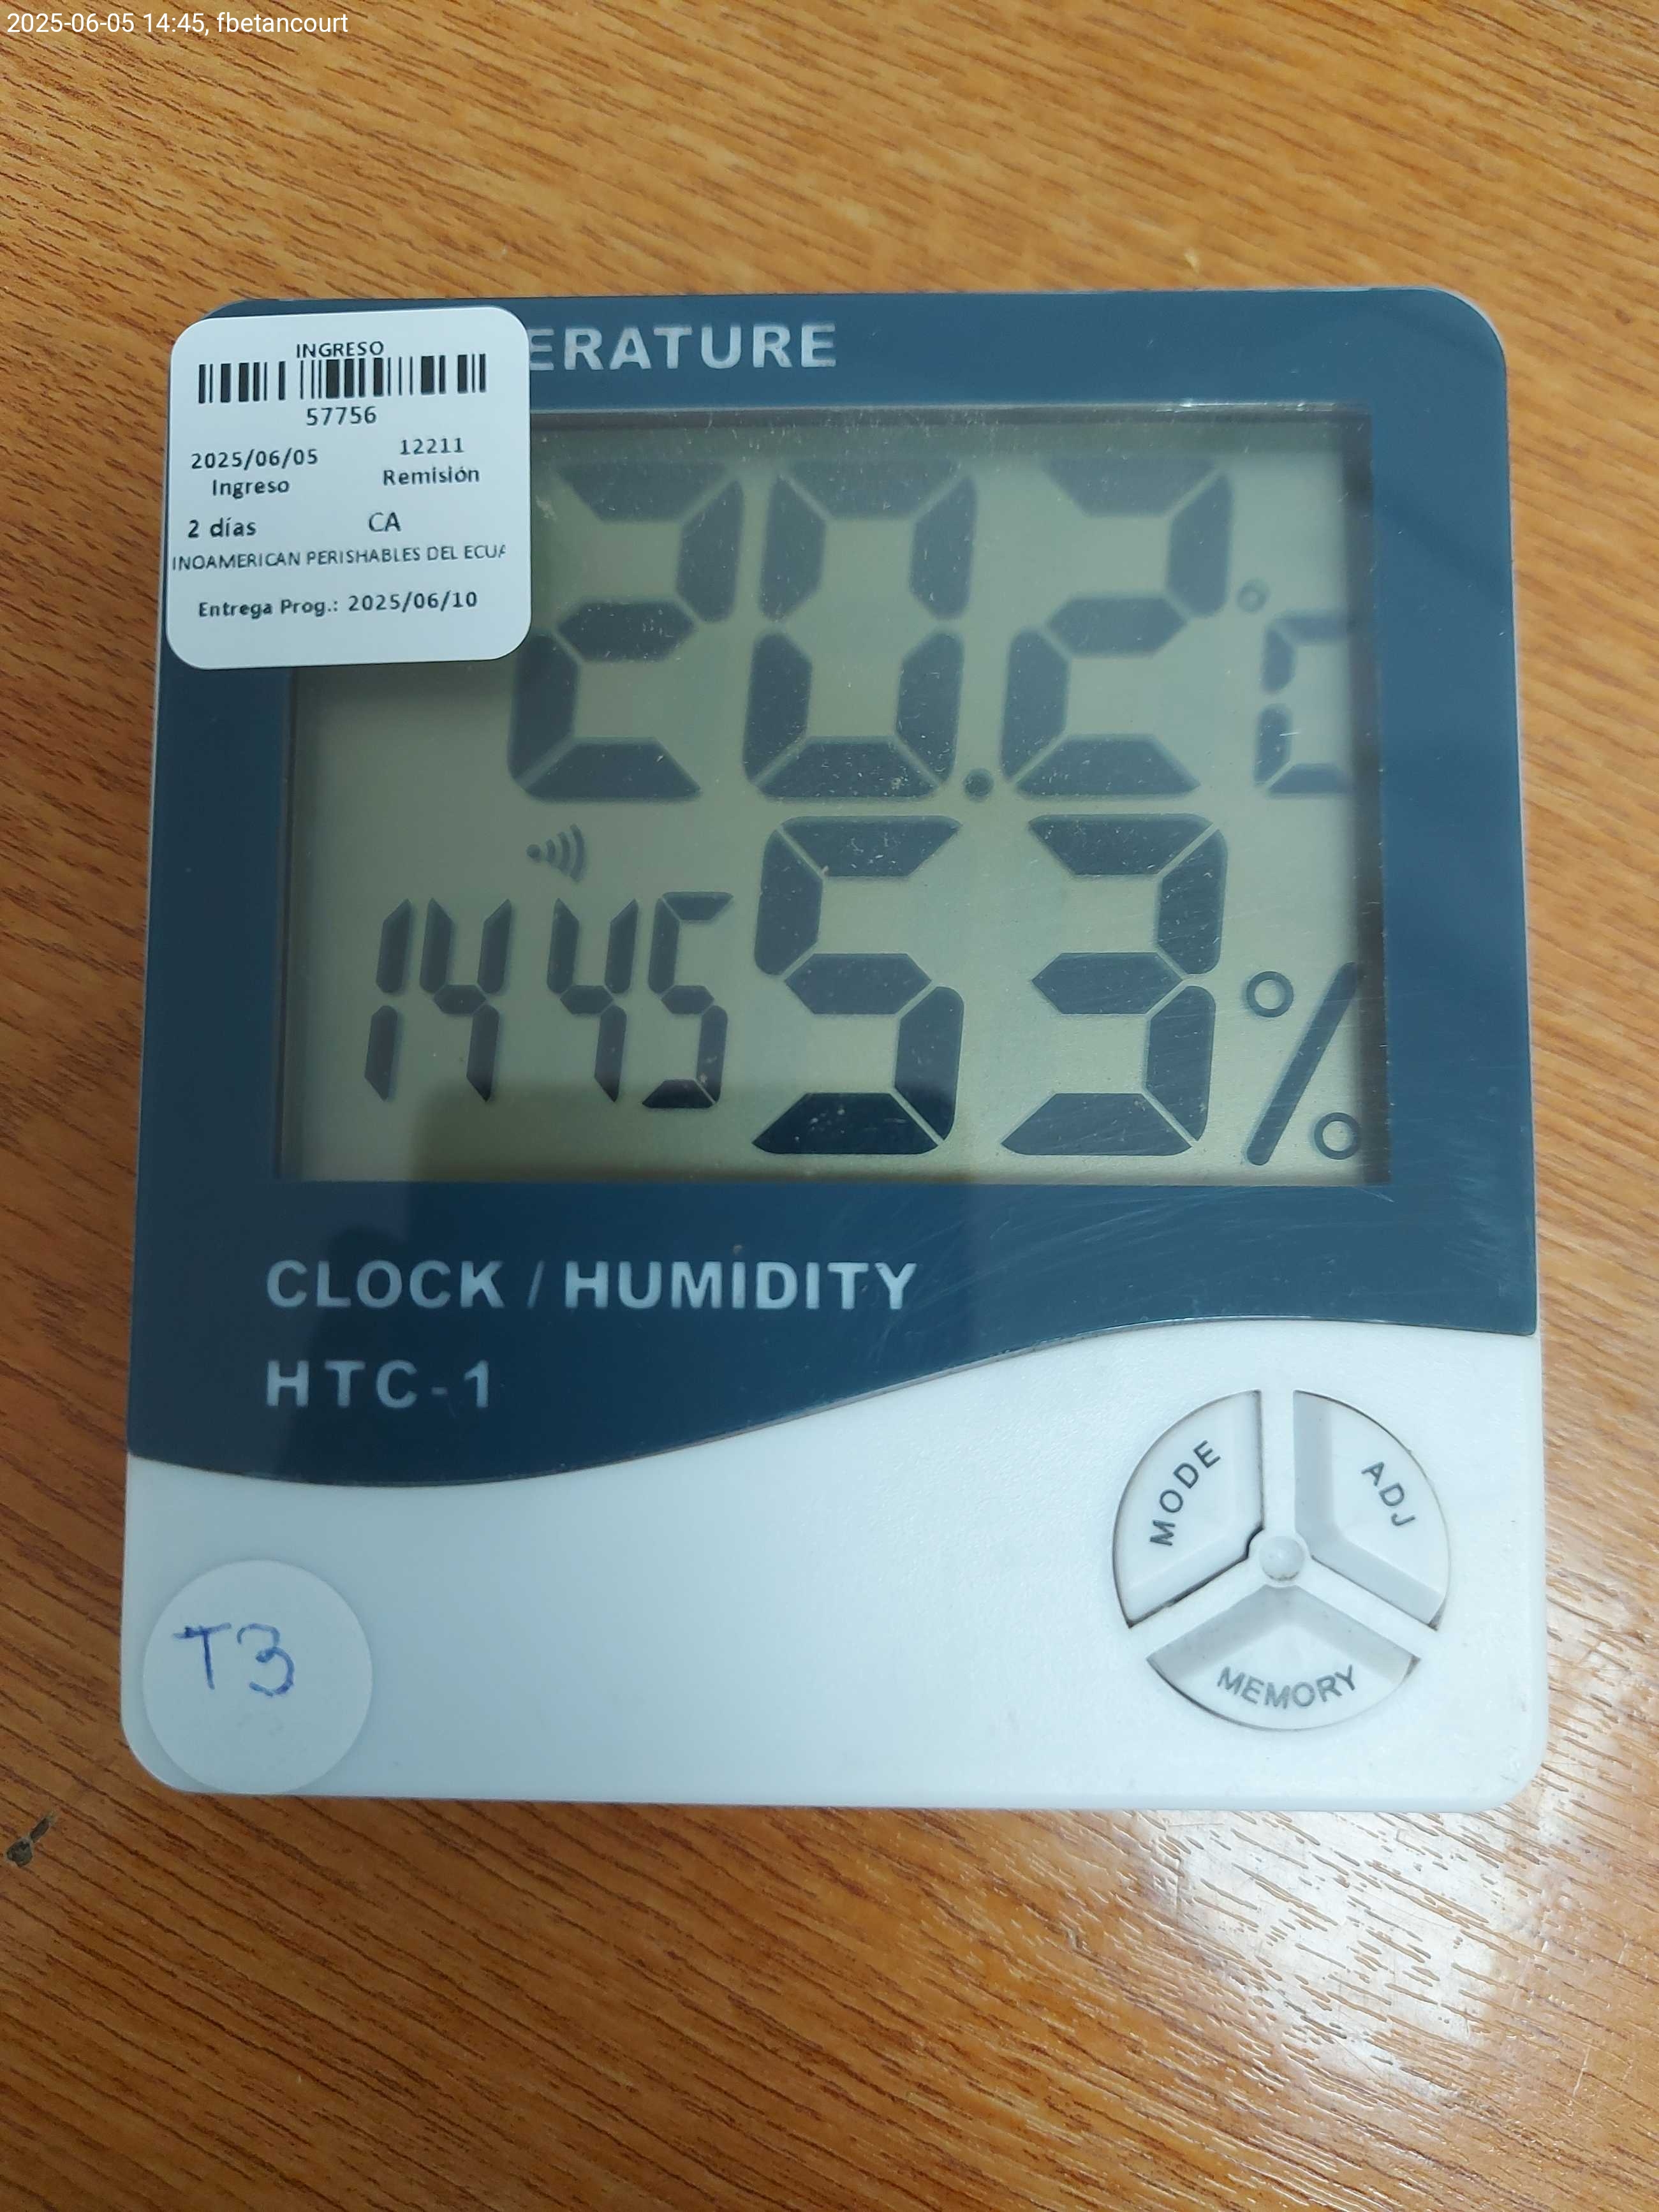 2025-06-05 14:45, fbetancourt
ERATURE
INGRESO
57756
2025/06/05 12211
Ingreso Remisión
2 días CA
INOAMERICAN PERISHABLES DEL ECUA
Entrega Prog.: 2025/06/10
20.2°C
14 45 53%
CLOCK / HUMIDITY
HTC-1
MODE
ADJ
MEMORY
T3